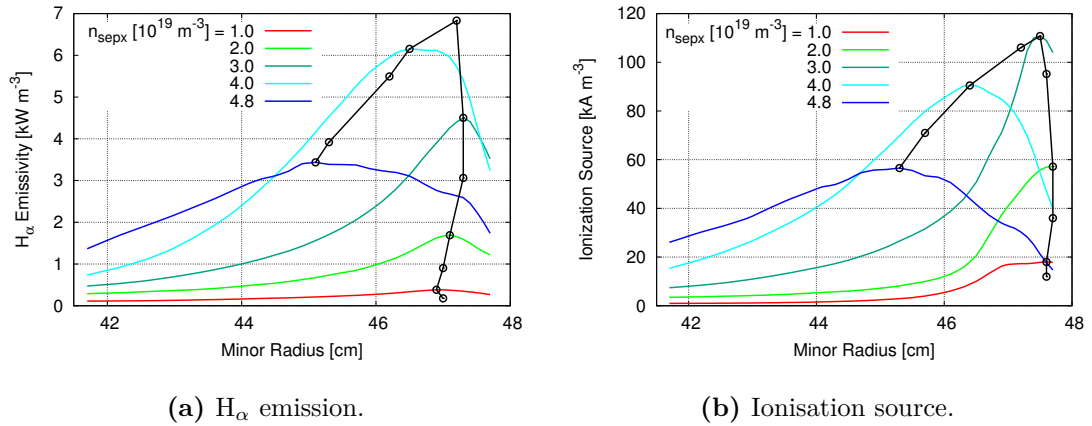 n_sepx [10^19 m^-3] = 1.0
2.0
3.0
4.0
4.8
7
6
5
4
3
2
1
0
H_α Emissivity [kW m^-3]
42 44 46 48
Minor Radius [cm]
(a) H_α emission.
n_sepx [10^19 m^-3] = 1.0
2.0
3.0
4.0
4.8
120
100
80
60
40
20
0
Ionization Source [kA m^-3]
42 44 46 48
Minor Radius [cm]
(b) Ionisation source.